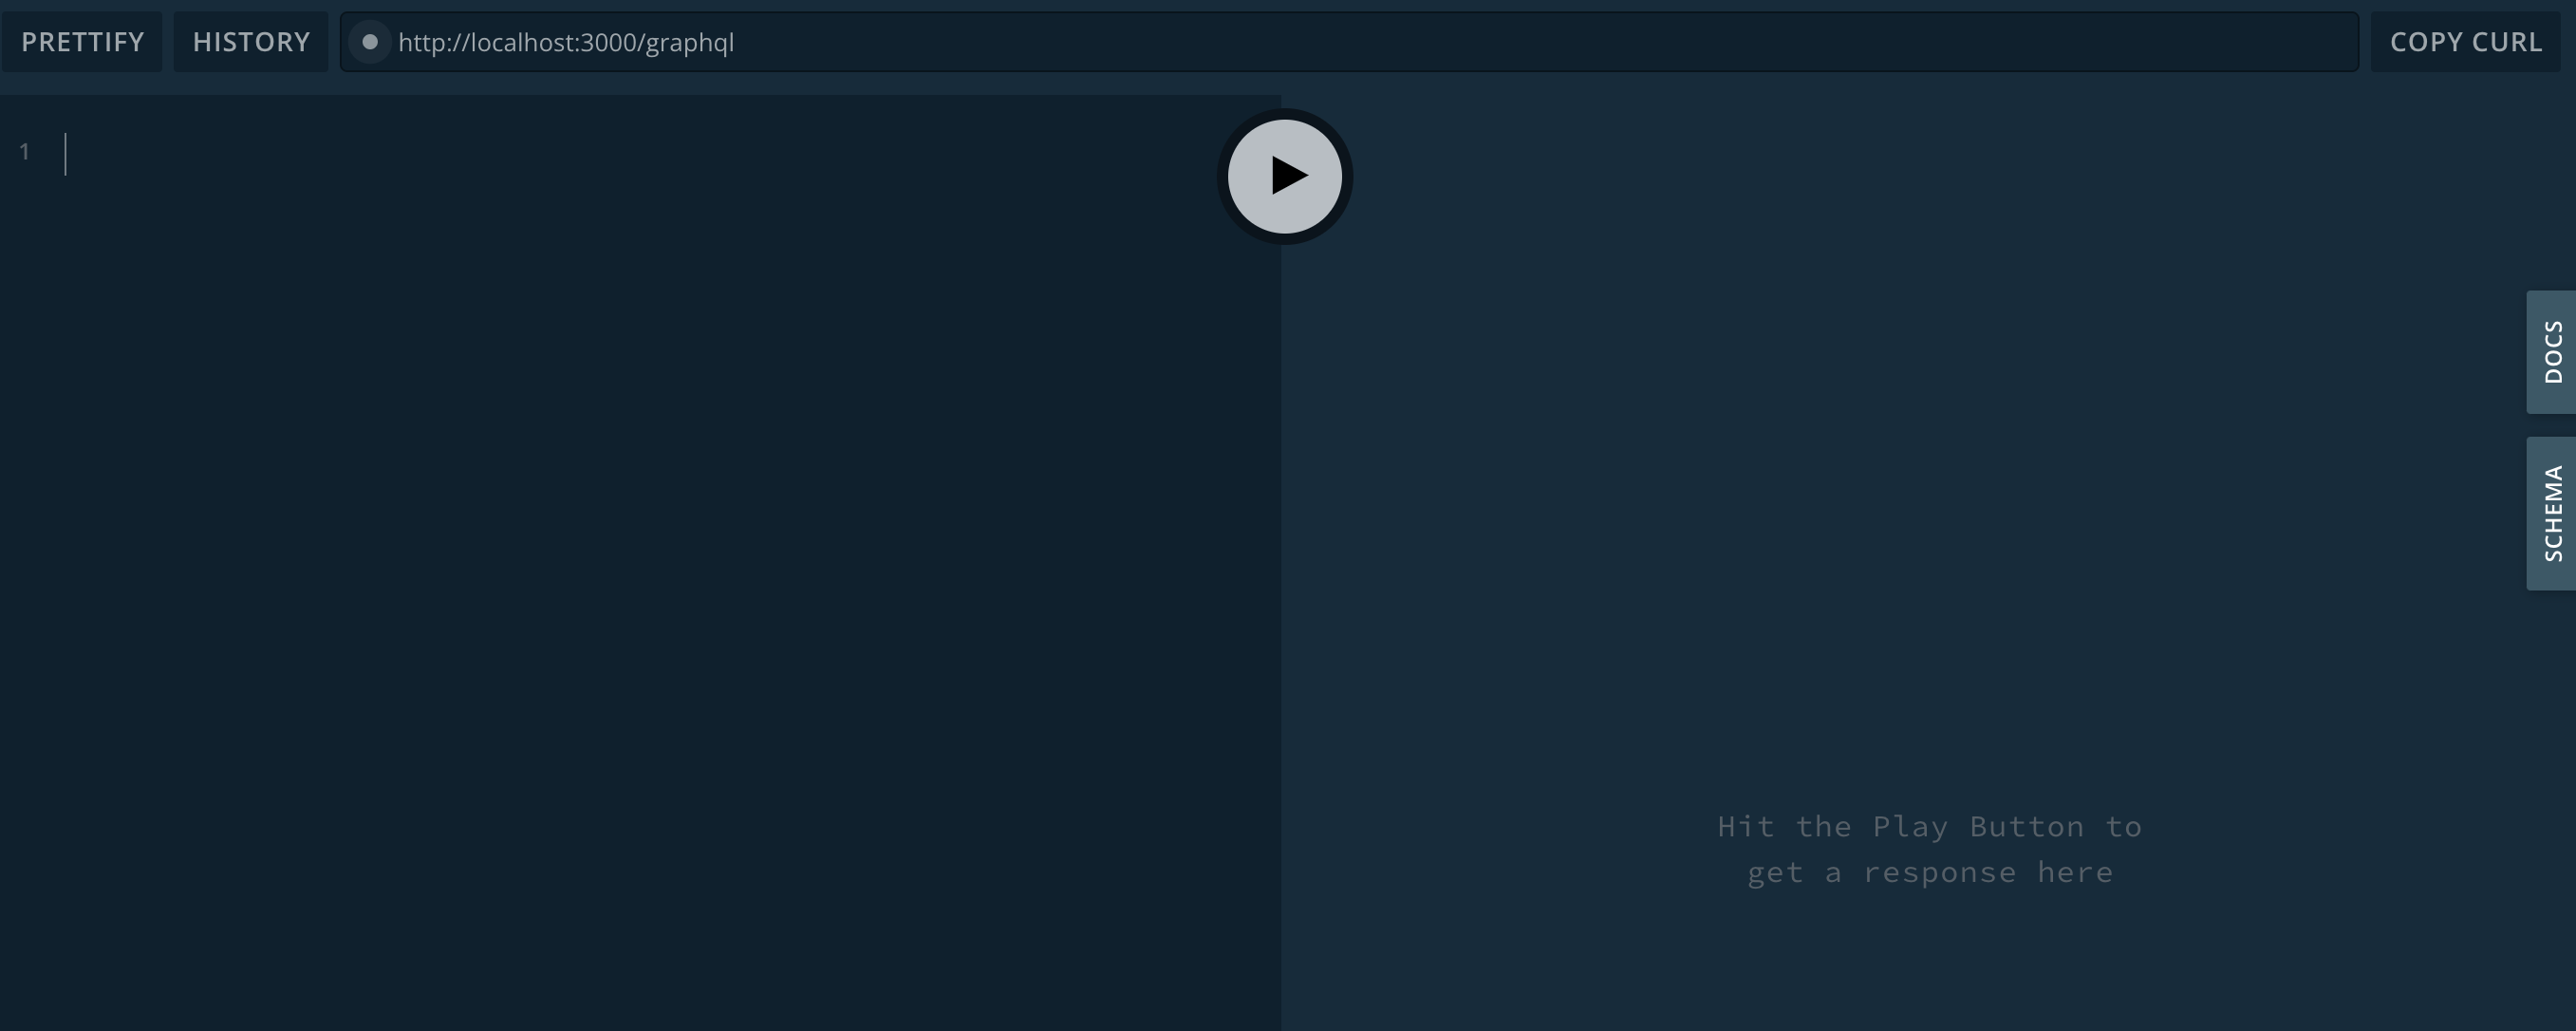 PRETTIFY
HISTORY
http://localhost:3000/graphql
COPY CURL
1
DOCS
SCHEMA
Hit the Play Button to
get a response here